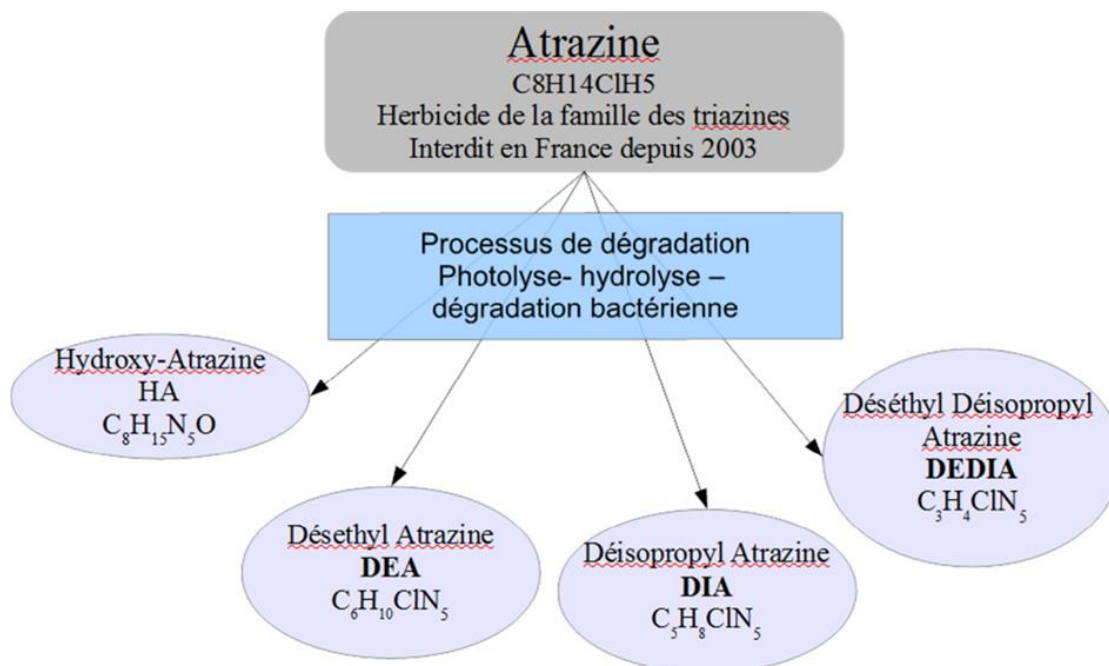 Atrazine
C8H14ClH5
Herbicide de la famille des triazines
Interdit en France depuis 2003
Processus de dégradation
Photolyse- hydrolyse –
dégradation bactérienne
Hydroxy-Atrazine
HA
C₈H₁₅N₅O
Désethyl Atrazine
DEA
C₆H₁₀ClN₅
Déisopropyl Atrazine
DIA
C₅H₈ClN₅
Déséthyl Déisopropyl
Atrazine
DEDIA
C₃H₄ClN₅